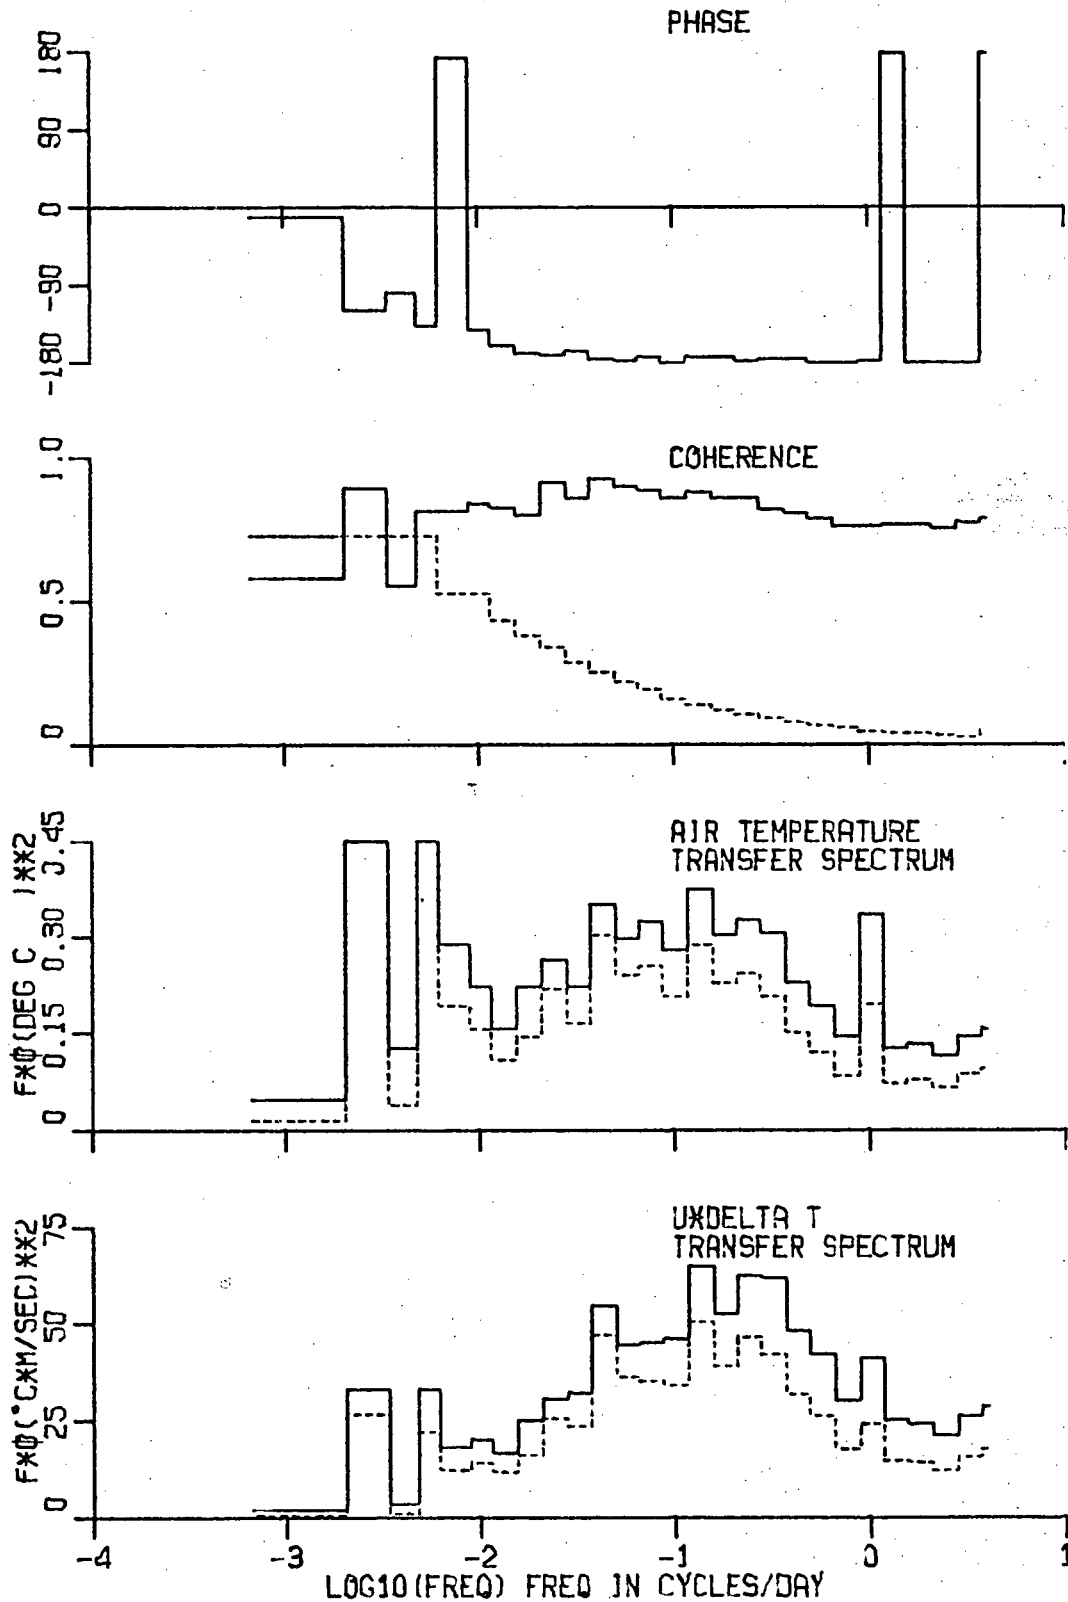 PHASE
180
90
0
-90
-180
COHERENCE
1.0
0.5
0
AIR TEMPERATURE
TRANSFER SPECTRUM
F*Φ(DEG C )**2
0.45
0.30
0.15
0
U*DELTA T
TRANSFER SPECTRUM
F*Φ(°C*M/SEC)**2
75
50
25
0
-4 -3 -2 -1 0 1
LOG10(FREQ) FREQ IN CYCLES/DAY